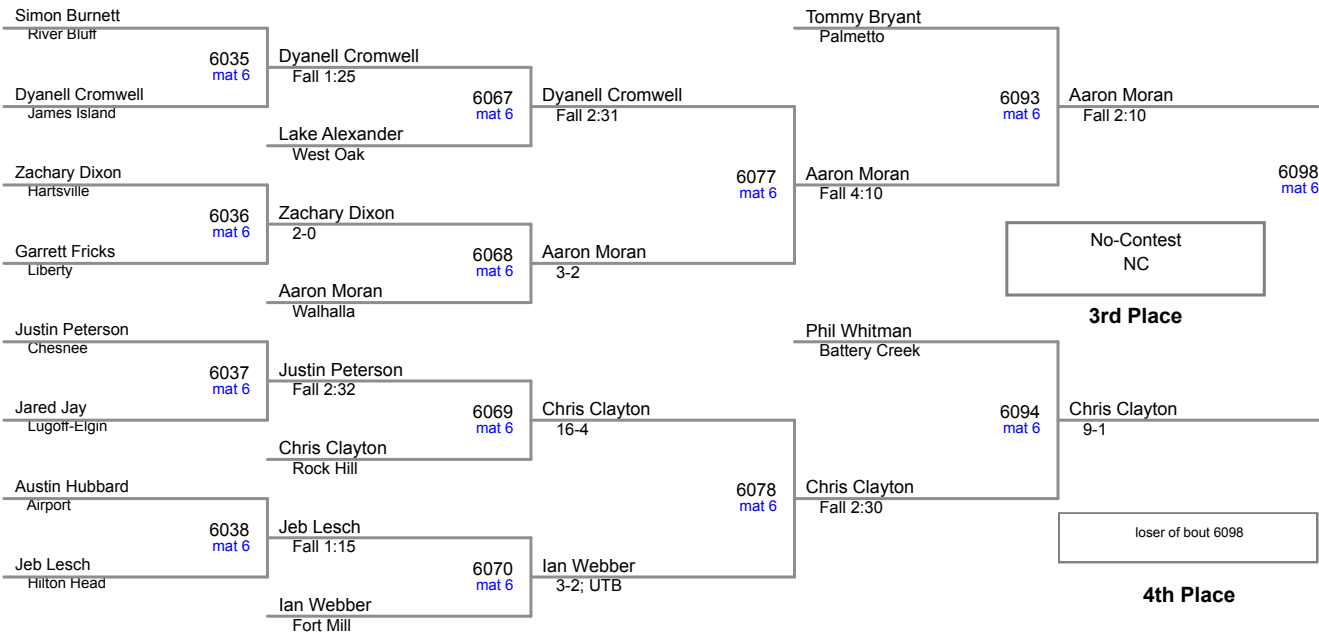 Simon Burnett
River Bluff
6035
mat 6
Dyanell Cromwell
James Island
Zachary Dixon
Hartsville
6036
mat 6
Garrett Fricks
Liberty
Justin Peterson
Chesnee
6037
mat 6
Jared Jay
Lugoff-Elgin
Austin Hubbard
Airport
6038
mat 6
Jeb Lesch
Hilton Head
Dyanell Cromwell
Fall 1:25
6067
mat 6
Lake Alexander
West Oak
Zachary Dixon
2-0
6068
mat 6
Aaron Moran
Walhalla
Justin Peterson
Fall 2:32
6069
mat 6
Chris Clayton
Rock Hill
Jeb Lesch
Fall 1:15
6070
mat 6
Ian Webber
Fort Mill
Dyanell Cromwell
Fall 2:31
6077
mat 6
Aaron Moran
3-2
Chris Clayton
16-4
6078
mat 6
Ian Webber
3-2; UTB
Tommy Bryant
Palmetto
6093
mat 6
Aaron Moran
Fall 4:10
Phil Whitman
Battery Creek
6094
mat 6
Chris Clayton
Fall 2:30
Aaron Moran
Fall 2:10
6098
mat 6
Chris Clayton
9-1
No-Contest
NC
3rd Place
loser of bout 6098
4th Place